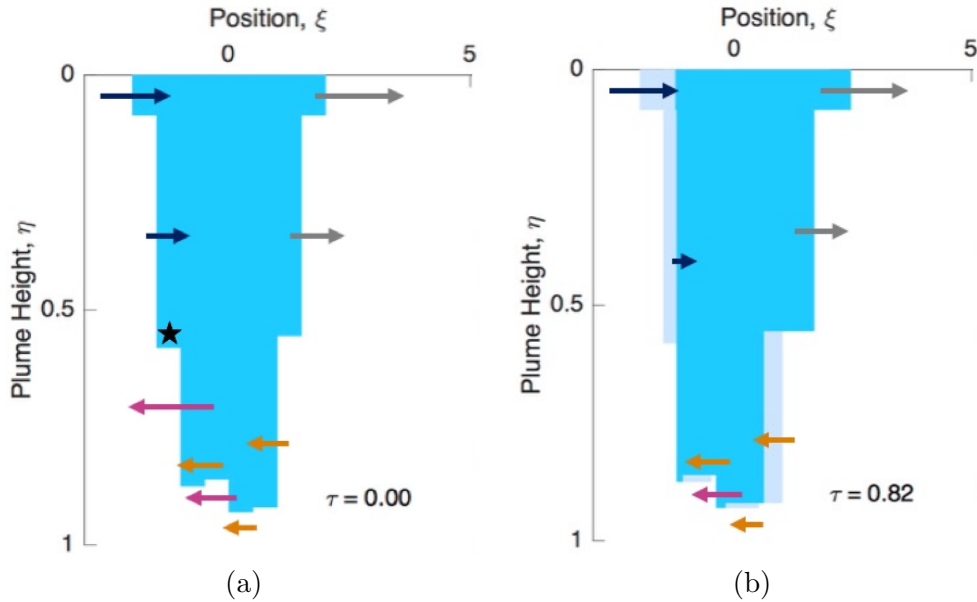 Position, ξ
0
5
0
0.5
1
Plume Height, η
τ = 0.00
(a)
Position, ξ
0
5
0
0.5
1
Plume Height, η
τ = 0.82
(b)